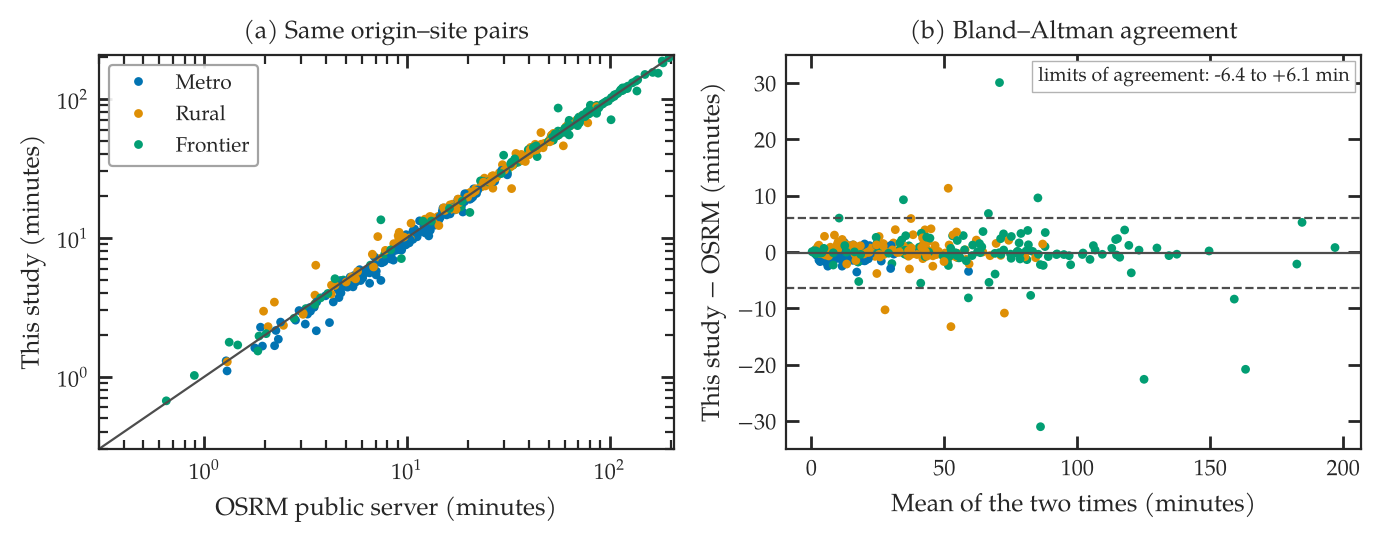 (a) Same origin–site pairs
This study (minutes)
10²
10¹
10⁰
Metro
Rural
Frontier
10⁰ 10¹ 10²
OSRM public server (minutes)
(b) Bland–Altman agreement
This study − OSRM (minutes)
30
20
10
0
−10
−20
−30
limits of agreement: -6.4 to +6.1 min
0 50 100 150 200
Mean of the two times (minutes)